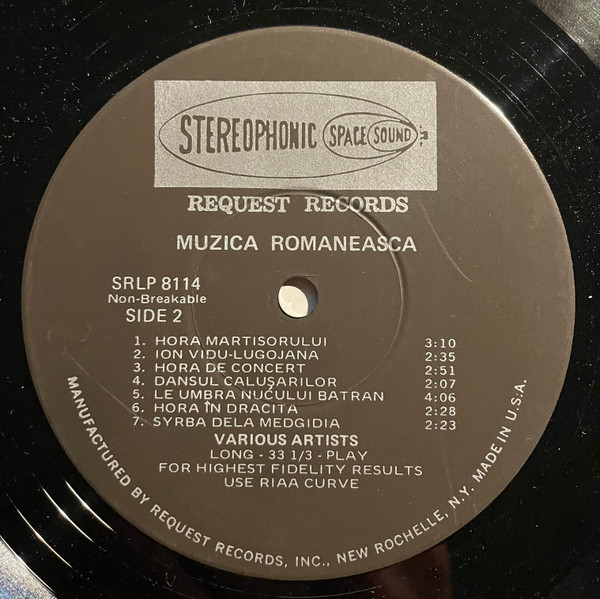 STEREOPHONIC SPACE SOUND
REQUEST RECORDS
MUZICA ROMANEASCA
SRLP 8114
Non-Breakable
SIDE 2
1. HORA MARTISORULUI 3:10
2. ION VIDU-LUGOJANA 2:35
3. HORA DE CONCERT 2:51
4. DANSUL CALUȘARILOR 2:07
5. LE UMBRA NUCULUI BATRAN 4:06
6. HORA ÎN DRACITA 2:28
7. SYRBA DELA MEDGIDIA 2:23
VARIOUS ARTISTS
LONG - 33 1/3 - PLAY
FOR HIGHEST FIDELITY RESULTS
USE RIAA CURVE
MANUFACTURED BY REQUEST RECORDS, INC., NEW ROCHELLE, N.Y. MADE IN U.S.A.